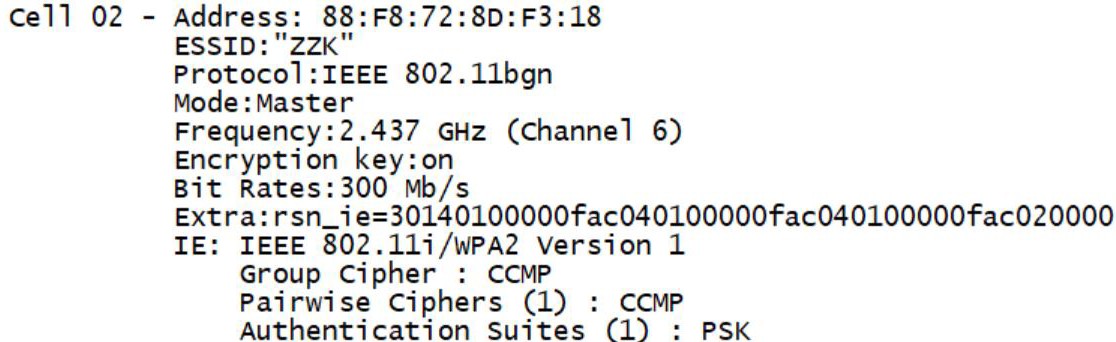 Cell 02 - Address: 88:F8:72:8D:F3:18
ESSID:"ZZK"
Protocol:IEEE 802.11bgn
Mode:Master
Frequency:2.437 GHz (Channel 6)
Encryption key:on
Bit Rates:300 Mb/s
Extra:rsn_ie=30140100000fac040100000fac040100000fac020000
IE: IEEE 802.11i/WPA2 Version 1
Group Cipher : CCMP
Pairwise Ciphers (1) : CCMP
Authentication Suites (1) : PSK